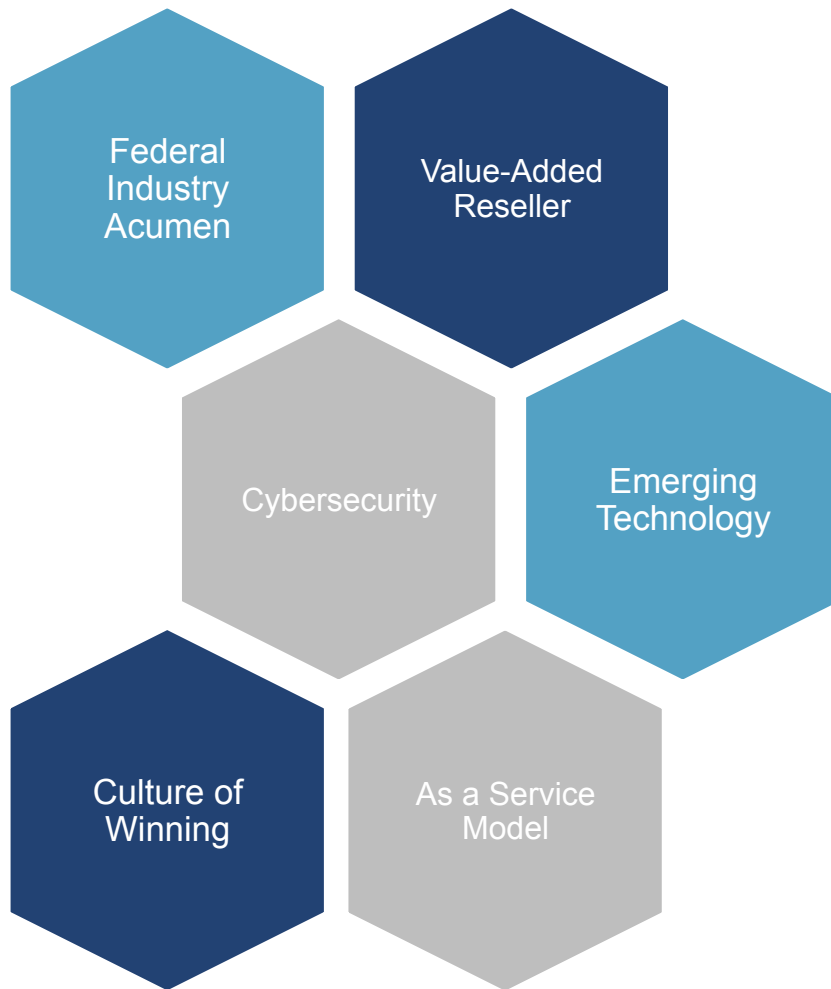 Federal
Industry
Acumen
Value-Added
Reseller
Cybersecurity
Emerging
Technology
Culture of
Winning
As a Service
Model